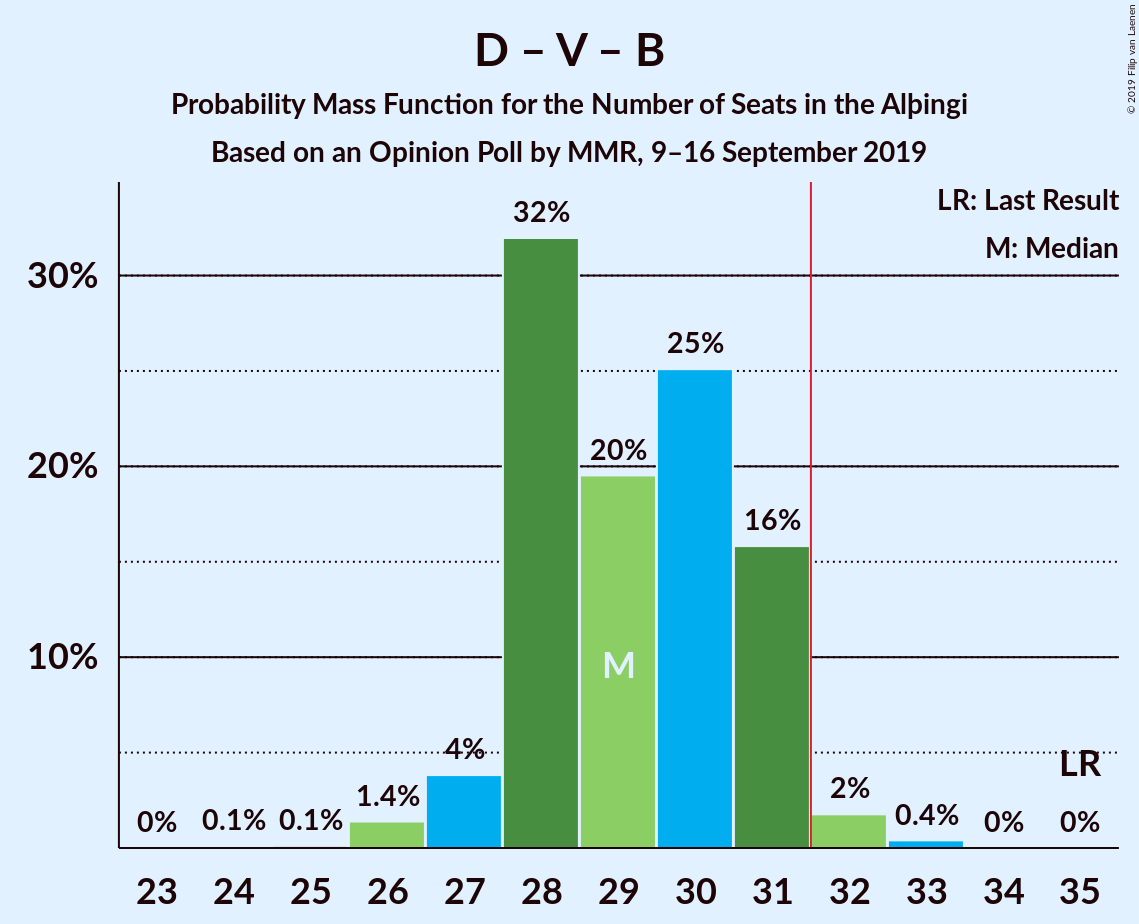 D – V – B
Probability Mass Function for the Number of Seats in the Alþingi
Based on an Opinion Poll by MMR, 9–16 September 2019
© 2019 Filip van Laenen
LR: Last Result
M: Median
30%
20%
10%
0%
0.1%
0.1%
1.4%
4%
32%
20%
25%
16%
2%
0.4%
0%
0%
M
LR
23 24 25 26 27 28 29 30 31 32 33 34 35